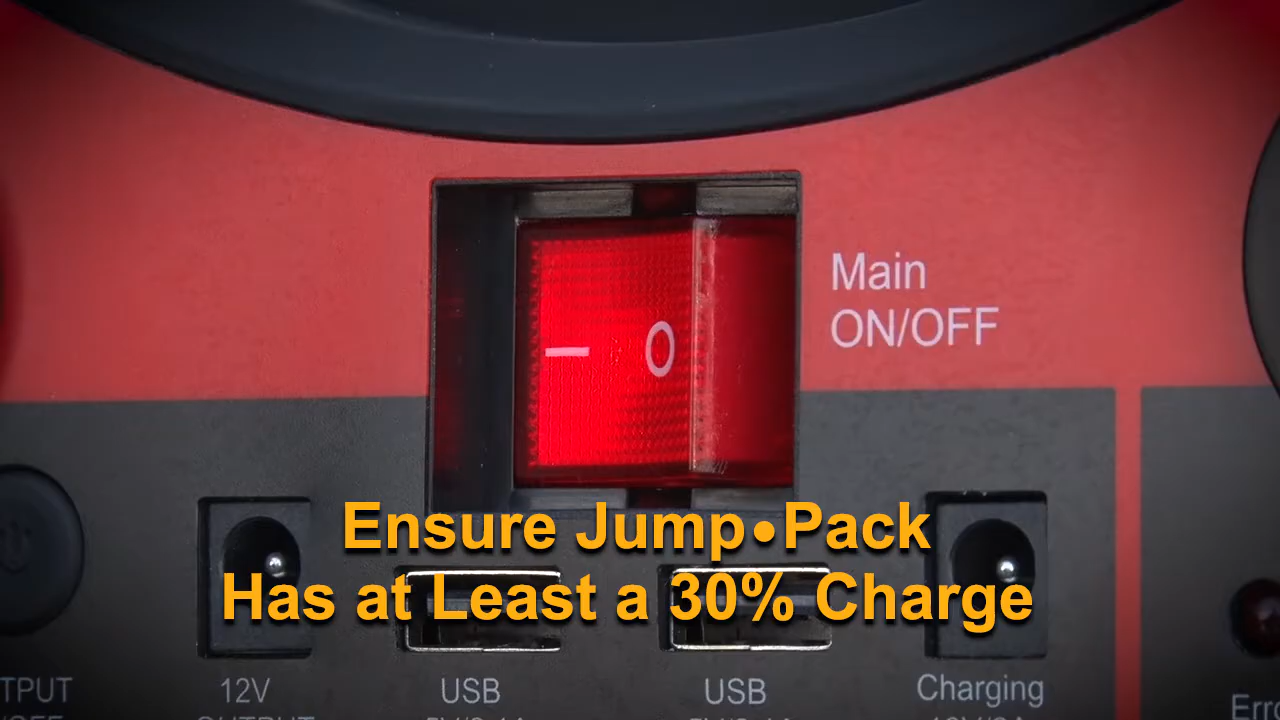 Main
ON/OFF
Ensure Jump•Pack
Has at Least a 30% Charge
12V
USB
USB
Charging